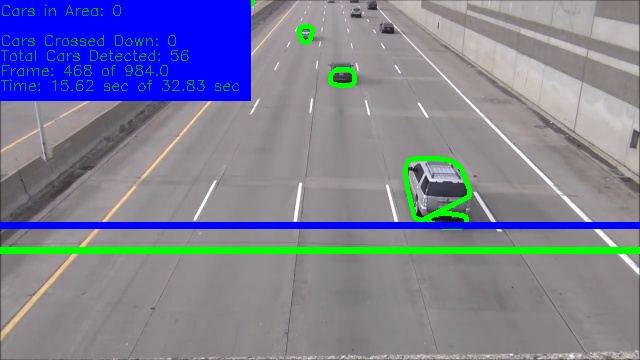 Cars in Area: 0
Cars Crossed Down: 0
Total Cars Detected: 56
Frame: 468 of 984.0
Time: 15.62 sec of 32.83 sec